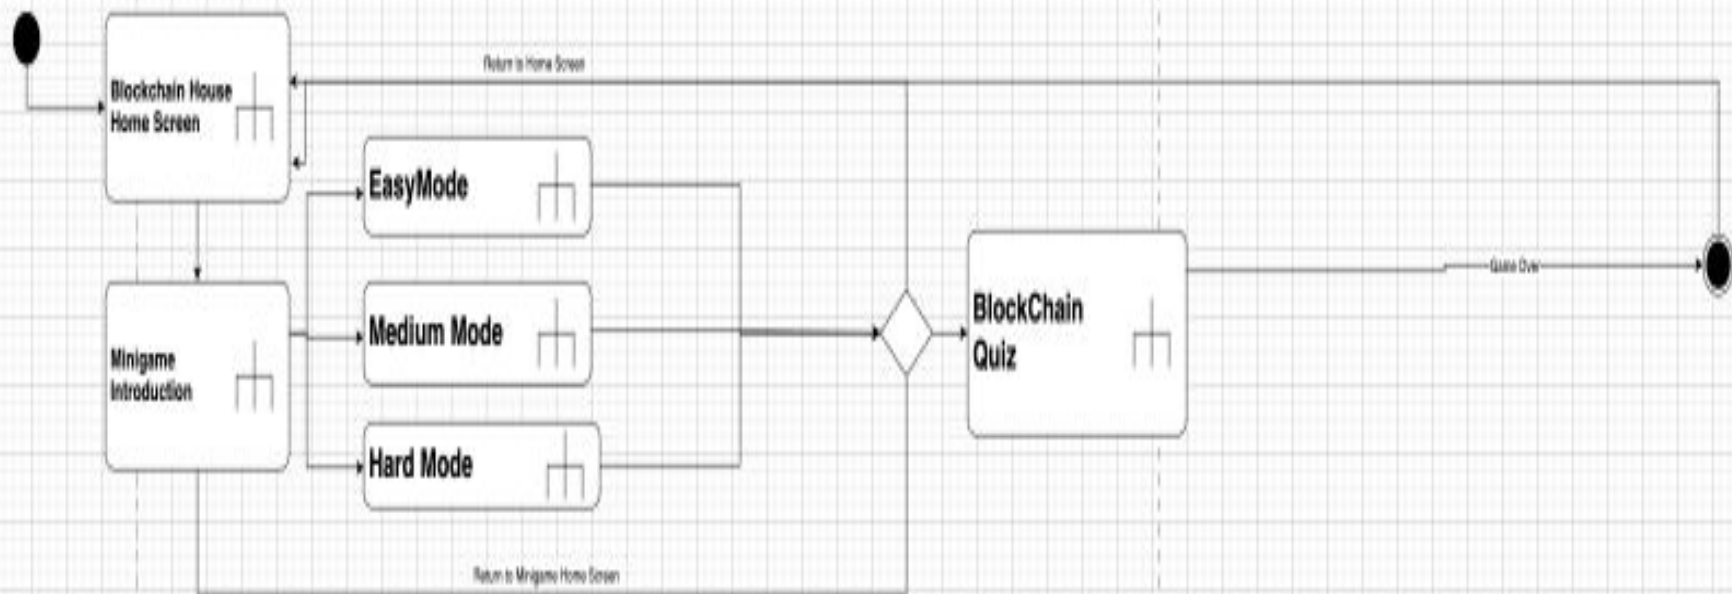 Return to Home Screen
Blockchain House
Home Screen
EasyMode
Game Over
BlockChain
Quiz
Medium Mode
Minigame
Introduction
Hard Mode
Return to Minigame Home Screen